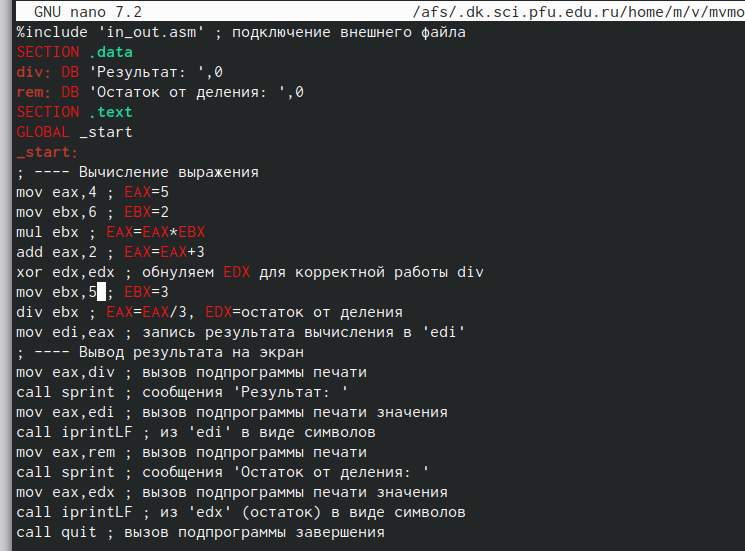 GNU nano 7.2 /afs/.dk.sci.pfu.edu.ru/home/m/v/mvmo
%include 'in_out.asm' ; подключение внешнего файла
SECTION .data
div: DB 'Результат: ',0
rem: DB 'Остаток от деления: ',0
SECTION .text
GLOBAL _start
_start:
; ---- Вычисление выражения
mov eax,4 ; EAX=5
mov ebx,6 ; EBX=2
mul ebx ; EAX=EAX*EBX
add eax,2 ; EAX=EAX+3
xor edx,edx ; обнуляем EDX для корректной работы div
mov ebx,5 ; EBX=3
div ebx ; EAX=EAX/3, EDX=остаток от деления
mov edi,eax ; запись результата вычисления в 'edi'
; ---- Вывод результата на экран
mov eax,div ; вызов подпрограммы печати
call sprint ; сообщения 'Результат: '
mov eax,edi ; вызов подпрограммы печати значения
call iprintLF ; из 'edi' в виде символов
mov eax,rem ; вызов подпрограммы печати
call sprint ; сообщения 'Остаток от деления: '
mov eax,edx ; вызов подпрограммы печати значения
call iprintLF ; из 'edx' (остаток) в виде символов
call quit ; вызов подпрограммы завершения